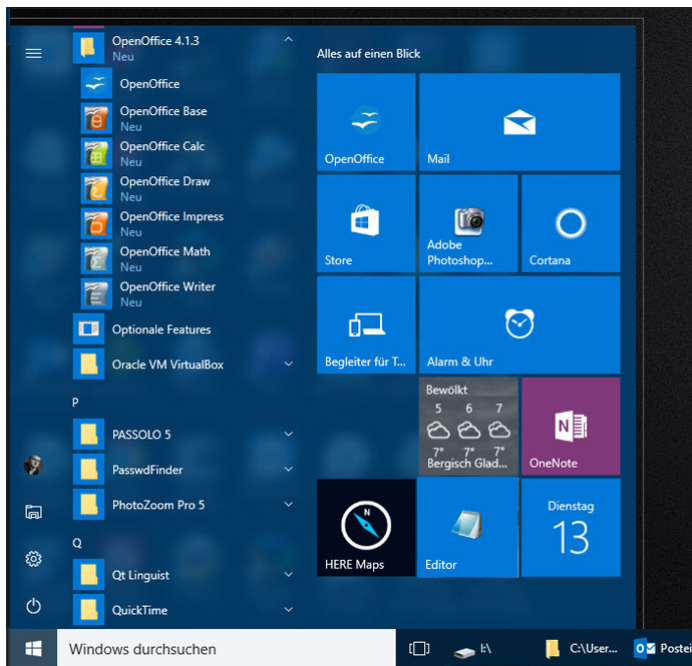 OpenOffice 4.1.3
Neu
OpenOffice
OpenOffice Base
Neu
OpenOffice Calc
Neu
OpenOffice Draw
Neu
OpenOffice Impress
Neu
OpenOffice Math
Neu
OpenOffice Writer
Neu
Optionale Features
Oracle VM VirtualBox
P
PASSOLO 5
PasswdFinder
PhotoZoom Pro 5
Q
Qt Linguist
QuickTime
Alles auf einen Blick
OpenOffice
Mail
Store
Adobe
Photoshop...
Cortana
Begleiter für T...
Alarm & Uhr
Bewölkt
5 6 7
7° 7° 7°
Bergisch Glad...
N
OneNote
N
HERE Maps
Editor
Dienstag
13
Windows durchsuchen
I:\
C:\User...
Postei